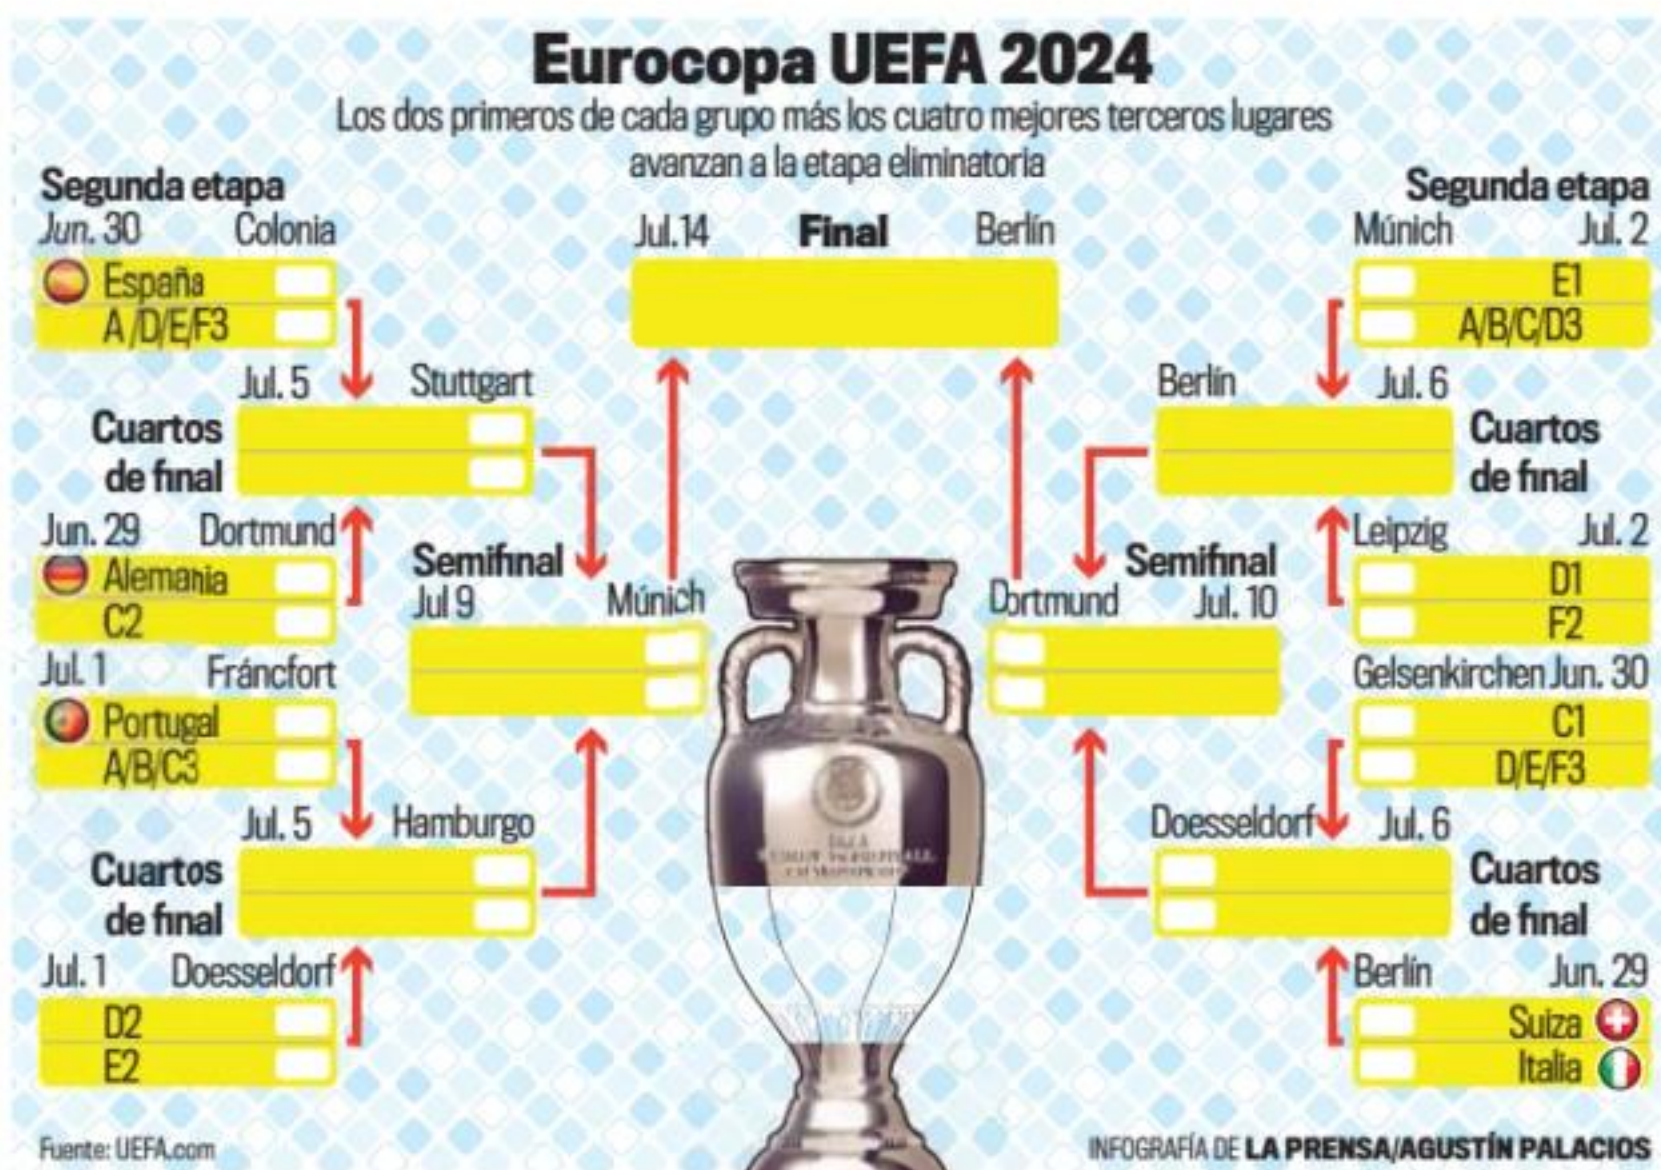 Eurocopa UEFA 2024
Los dos primeros de cada grupo más los cuatro mejores terceros lugares
avanzan a la etapa eliminatoria
Segunda etapa
Jun. 30 Colonia
España
A/D/E/F3
Jul. 5 Stuttgart
Cuartos
de final
Jun. 29 Dortmund
Alemania
C2
Jul. 1 Fráncfort
Portugal
A/B/C3
Jul. 5 Hamburgo
Cuartos
de final
Jul. 1 Doesseldorf
D2
E2
Semifinal
Jul 9 Múnich
Jul.14 Final Berlín
Semifinal
Dortmund Jul. 10
Segunda etapa
Múnich Jul. 2
E1
A/B/C/D3
Berlín Jul. 6
Cuartos
de final
Leipzig Jul. 2
D1
F2
Gelsenkirchen Jun. 30
C1
D/E/F3
Doesseldorf Jul. 6
Cuartos
de final
Berlín Jun. 29
Suiza
Italia
Fuente: UEFA.com
INFOGRAFÍA DE LA PRENSA/AGUSTÍN PALACIOS